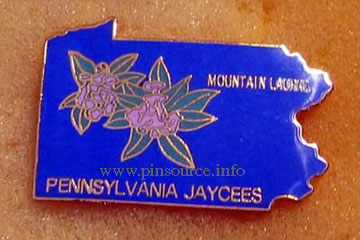 MOUNTAIN LAUREL
www.pinsource.info
PENNSYLVANIA JAYCEES